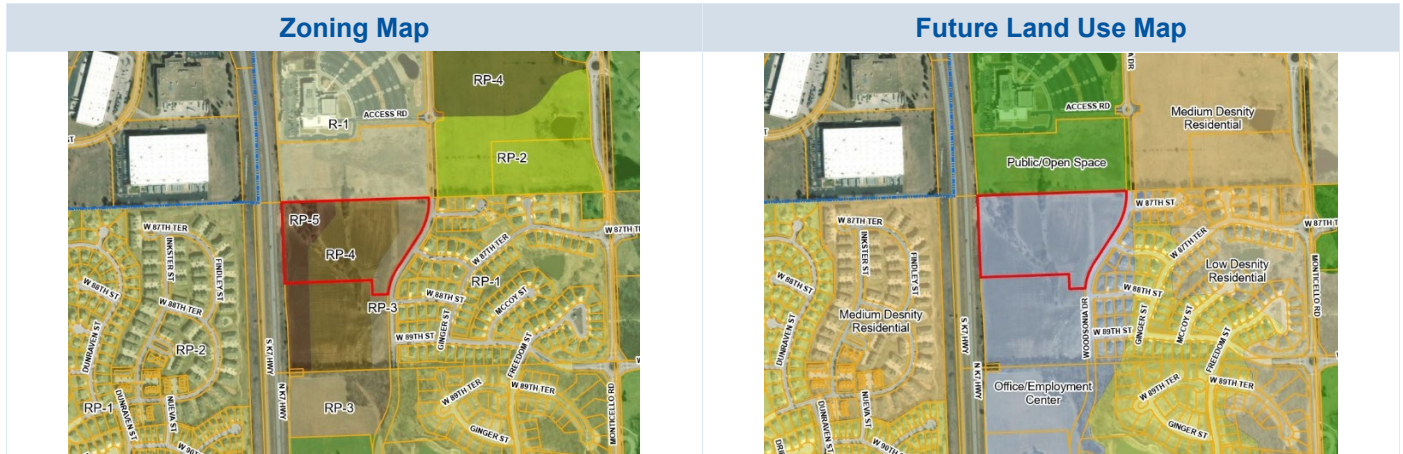 Zoning Map
Future Land Use Map
RP-4
ACCESS RD
R-1
RP-2
RP-5
RP-4
W 87TH TER
INKSTER ST
FINDLEY ST
W 88TH ST
W 88TH TER
DUNRAVEN ST
RP-2
RP-1
DUNRAVEN ST
NUEVA ST
W 90TH
S K7 HWY
N K7 HWY
RP-3
W 87TH TER
RP-1
W 88TH ST
MCCOY ST
GINGER ST
W 89TH ST
FREEDOM ST
W 89TH TER
W 89TH TER
GINGER ST
RP-3
W 87TH T
MONTICELLO RD
A DR
ACCESS RD
Medium Desnity
Residential
Public/Open Space
W 87TH ST
W 87TH TER
W 87TH T
W 87TH TER
INKSTER ST
FINDLEY ST
W 88TH ST
W 88TH TER
Medium Desnity
Residential
DUNRAVEN ST
DUNRAVEN ST
NUEVA ST
W 90TH
S K7 HWY
N K7 HWY
Low Desnity
Residential
MONTICELLO RD
W 88TH ST
WOODSONIA DR
W 89TH ST
GINGER ST
MCCOY ST
FREEDOM ST
Office/Employment
Center
W 89TH TER
W 89TH TER
GINGER ST